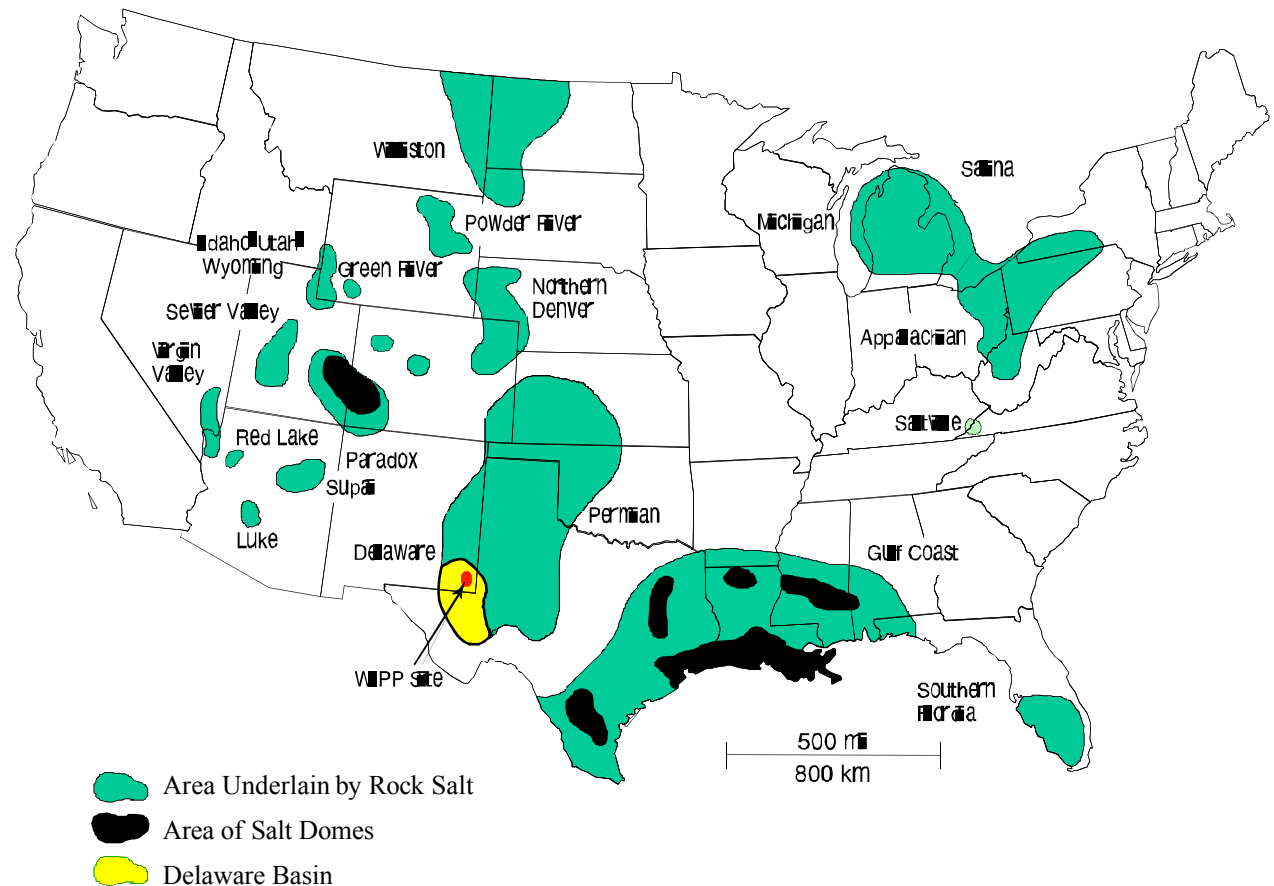 Williston
Salina
Michigan
Powder River
Idaho Utah
Wyoming
Green River
Northern
Denver
Sevier Valley
Virgin
Valley
Appalachian
Saltville
Red Lake
Paradox
Supai
Permian
Luke
Delaware
Gulf Coast
WIPP Site
Southern
Florida
500 mi
800 km
Area Underlain by Rock Salt
Area of Salt Domes
Delaware Basin